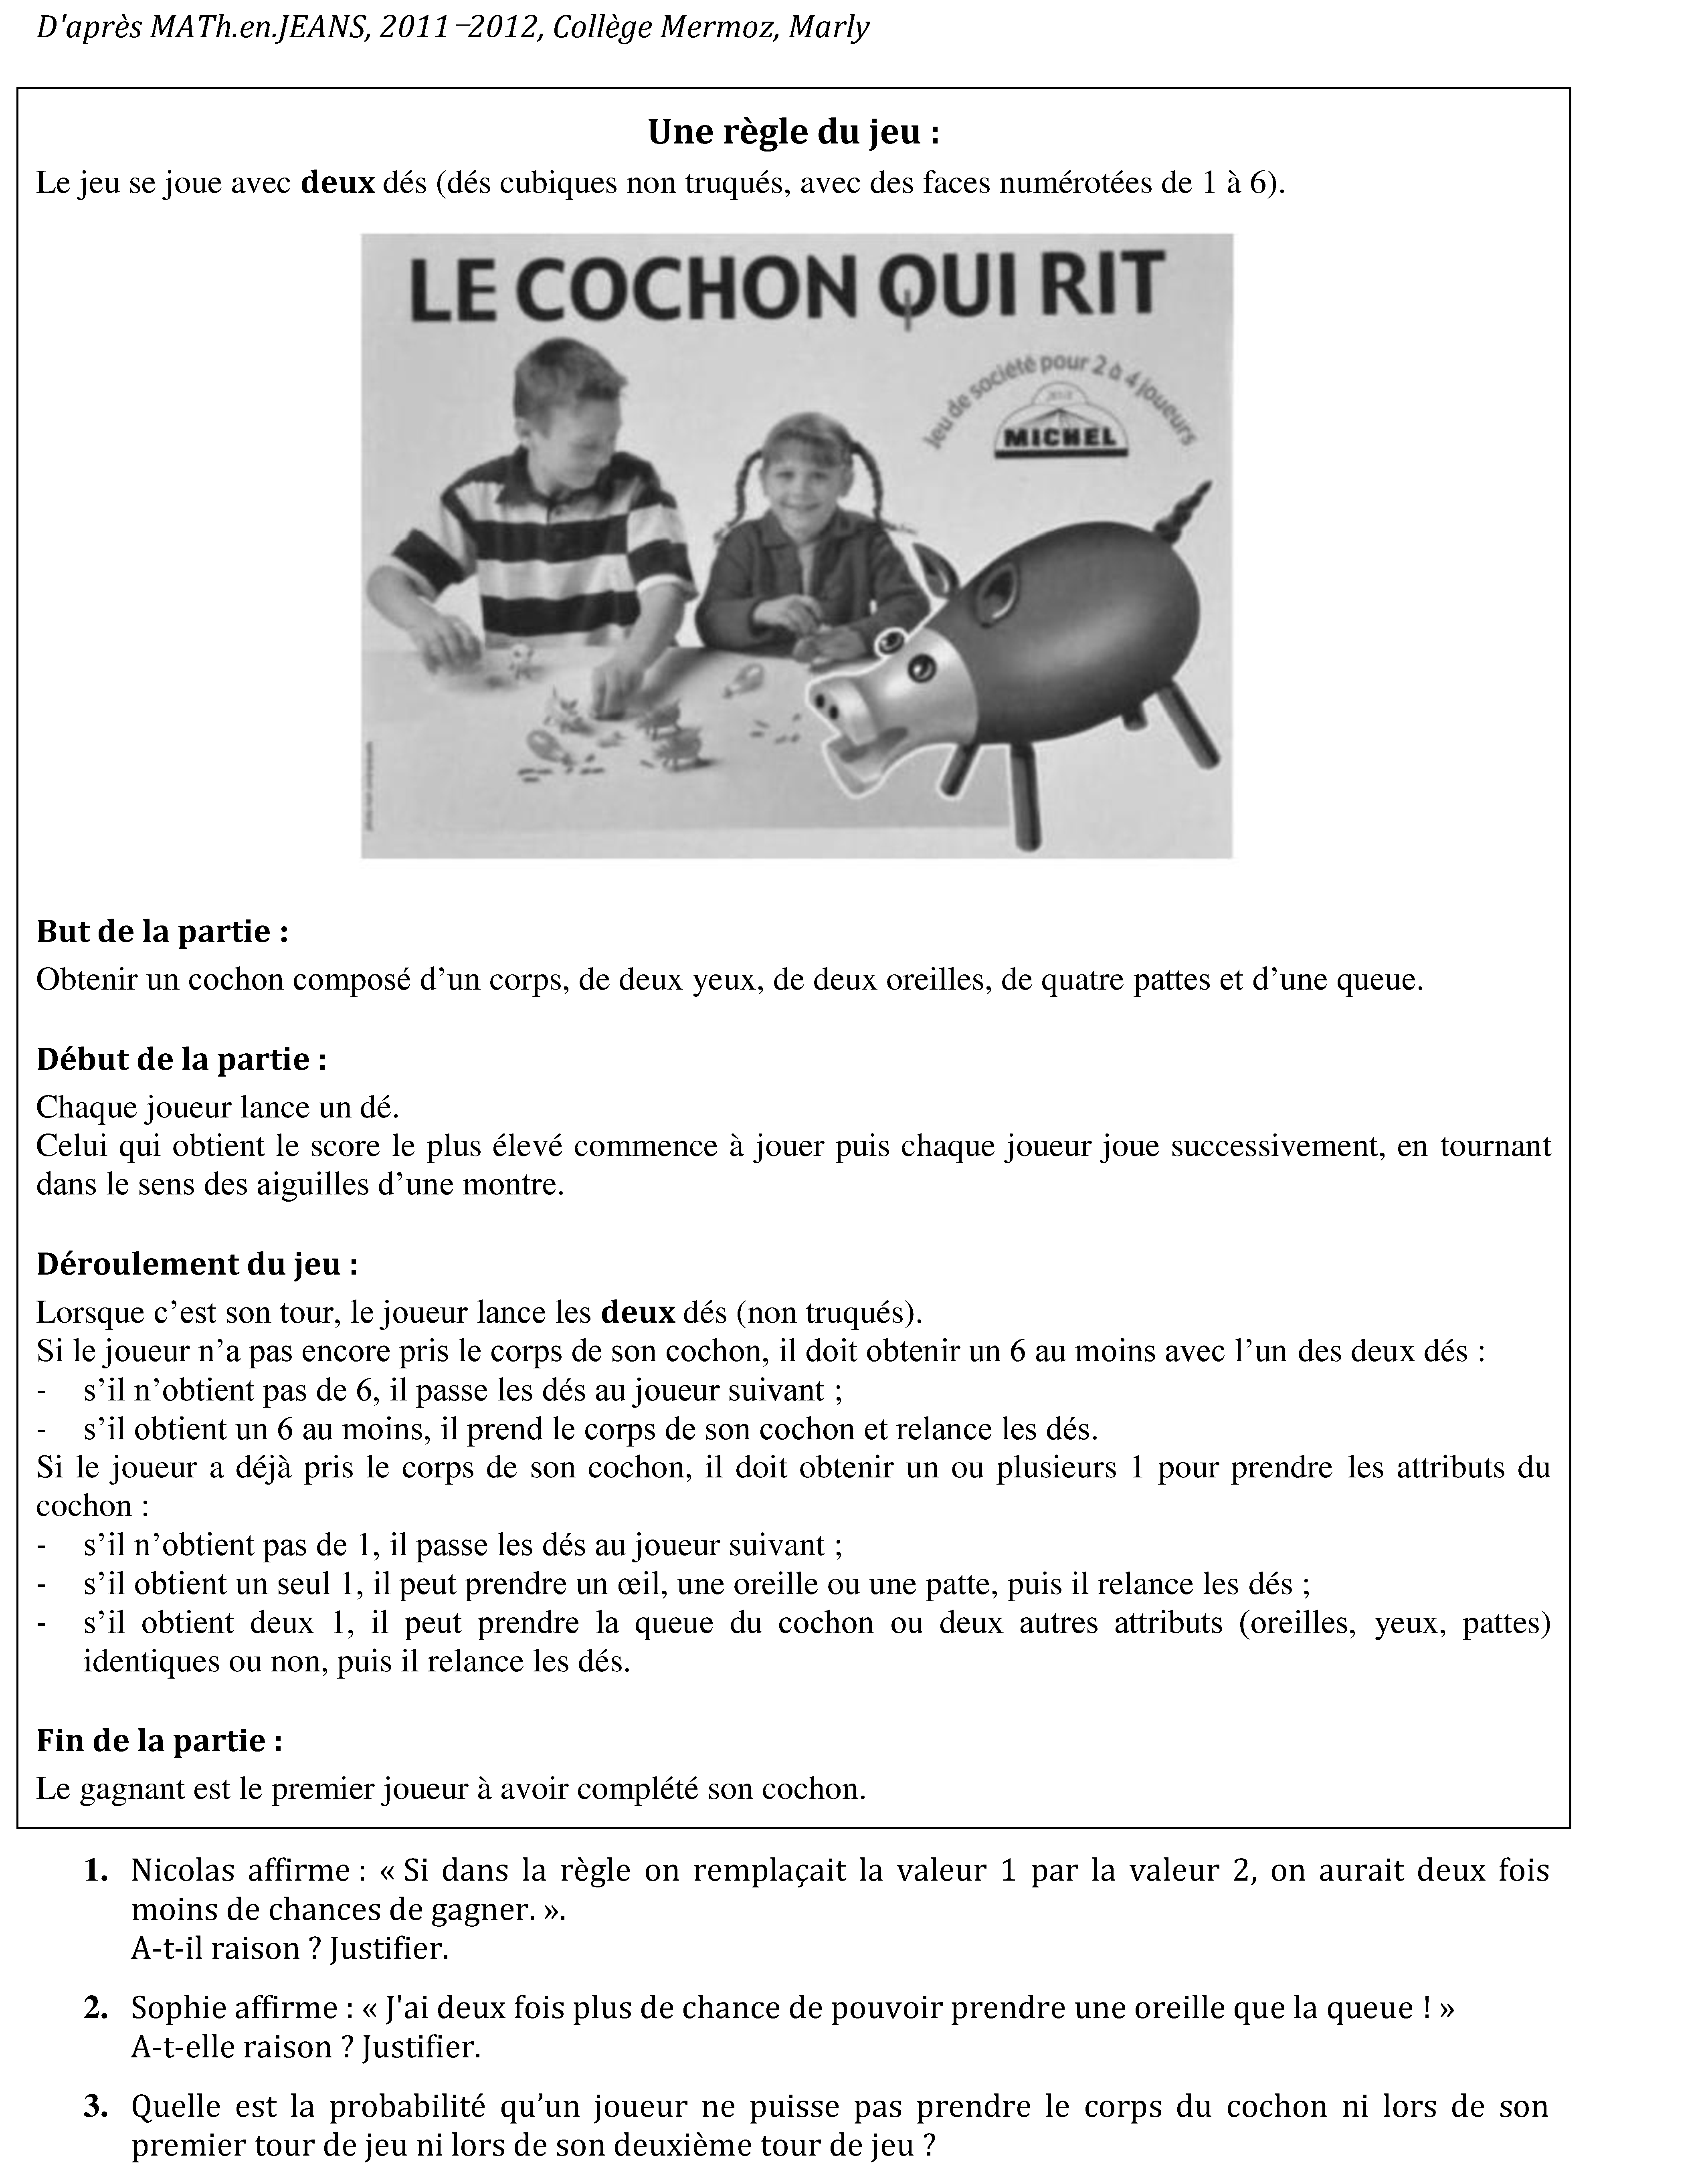 D'après MATh.en.JEANS, 2011–2012, Collège Mermoz, Marly
Une règle du jeu :
Le jeu se joue avec deux dés (dés cubiques non truqués, avec des faces numérotées de 1 à 6).
LE COCHON QUI RIT
Jeu de société pour 2 à 4 joueurs
MICHEL
But de la partie :
Obtenir un cochon composé d’un corps, de deux yeux, de deux oreilles, de quatre pattes et d’une queue.
Début de la partie :
Chaque joueur lance un dé.
Celui qui obtient le score le plus élevé commence à jouer puis chaque joueur joue successivement, en tournant
dans le sens des aiguilles d’une montre.
Déroulement du jeu :
Lorsque c’est son tour, le joueur lance les deux dés (non truqués).
Si le joueur n’a pas encore pris le corps de son cochon, il doit obtenir un 6 au moins avec l’un des deux dés :
- s’il n’obtient pas de 6, il passe les dés au joueur suivant ;
- s’il obtient un 6 au moins, il prend le corps de son cochon et relance les dés.
Si le joueur a déjà pris le corps de son cochon, il doit obtenir un ou plusieurs 1 pour prendre les attributs du
cochon :
- s’il n’obtient pas de 1, il passe les dés au joueur suivant ;
- s’il obtient un seul 1, il peut prendre un œil, une oreille ou une patte, puis il relance les dés ;
- s’il obtient deux 1, il peut prendre la queue du cochon ou deux autres attributs (oreilles, yeux, pattes)
identiques ou non, puis il relance les dés.
Fin de la partie :
Le gagnant est le premier joueur à avoir complété son cochon.
1. Nicolas affirme : « Si dans la règle on remplaçait la valeur 1 par la valeur 2, on aurait deux fois
moins de chances de gagner. ».
A-t-il raison ? Justifier.
2. Sophie affirme : « J'ai deux fois plus de chance de pouvoir prendre une oreille que la queue ! »
A-t-elle raison ? Justifier.
3. Quelle est la probabilité qu’un joueur ne puisse pas prendre le corps du cochon ni lors de son
premier tour de jeu ni lors de son deuxième tour de jeu ?